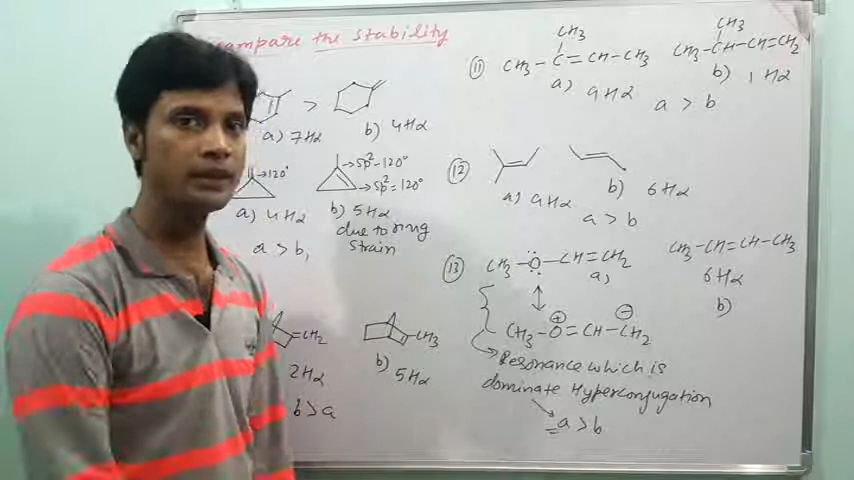 Compare the stability
>
a) 7Hα
b) 4Hα
120°
a) 4Hα
sp²-120°
sp²=120°
b) 5Hα
due to ring
strain
a > b,
=CH₂
2Hα
CH₃
b) 5Hα
b > a
11
CH₃
CH₃-C=CH-CH₃
a) 9Hα
CH₃
CH₃-CH-CH=CH₂
b) 1Hα
a > b
12
a) 9Hα
b) 6Hα
a > b
13
CH₃-O-CH=CH₂
a,
CH₃-CH=CH-CH₃
6Hα
b)
⊕ ⊖
CH₃-O=CH-CH₂
Resonance which is
dominate Hyperconjugation
a > b